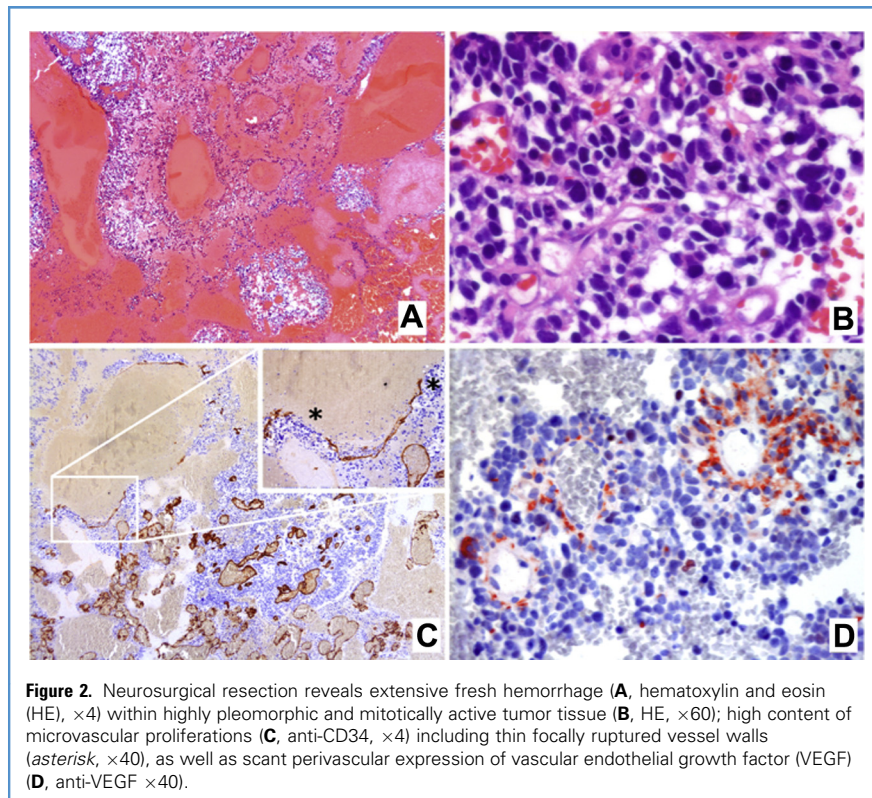 A
B
*
*
C
D
Figure 2. Neurosurgical resection reveals extensive fresh hemorrhage (A, hematoxylin and eosin
(HE), ×4) within highly pleomorphic and mitotically active tumor tissue (B, HE, ×60); high content of
microvascular proliferations (C, anti-CD34, ×4) including thin focally ruptured vessel walls
(asterisk, ×40), as well as scant perivascular expression of vascular endothelial growth factor (VEGF)
(D, anti-VEGF ×40).